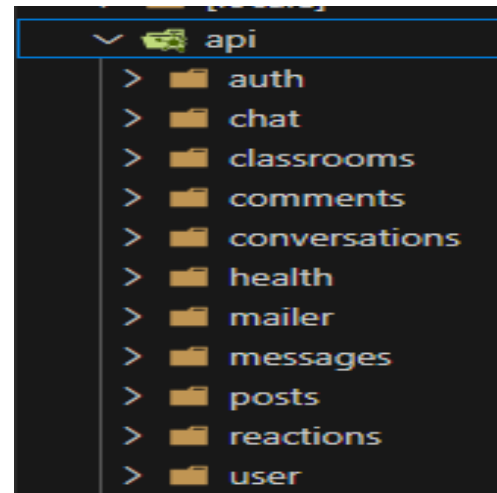 api
auth
chat
classrooms
comments
conversations
health
mailer
messages
posts
reactions
user